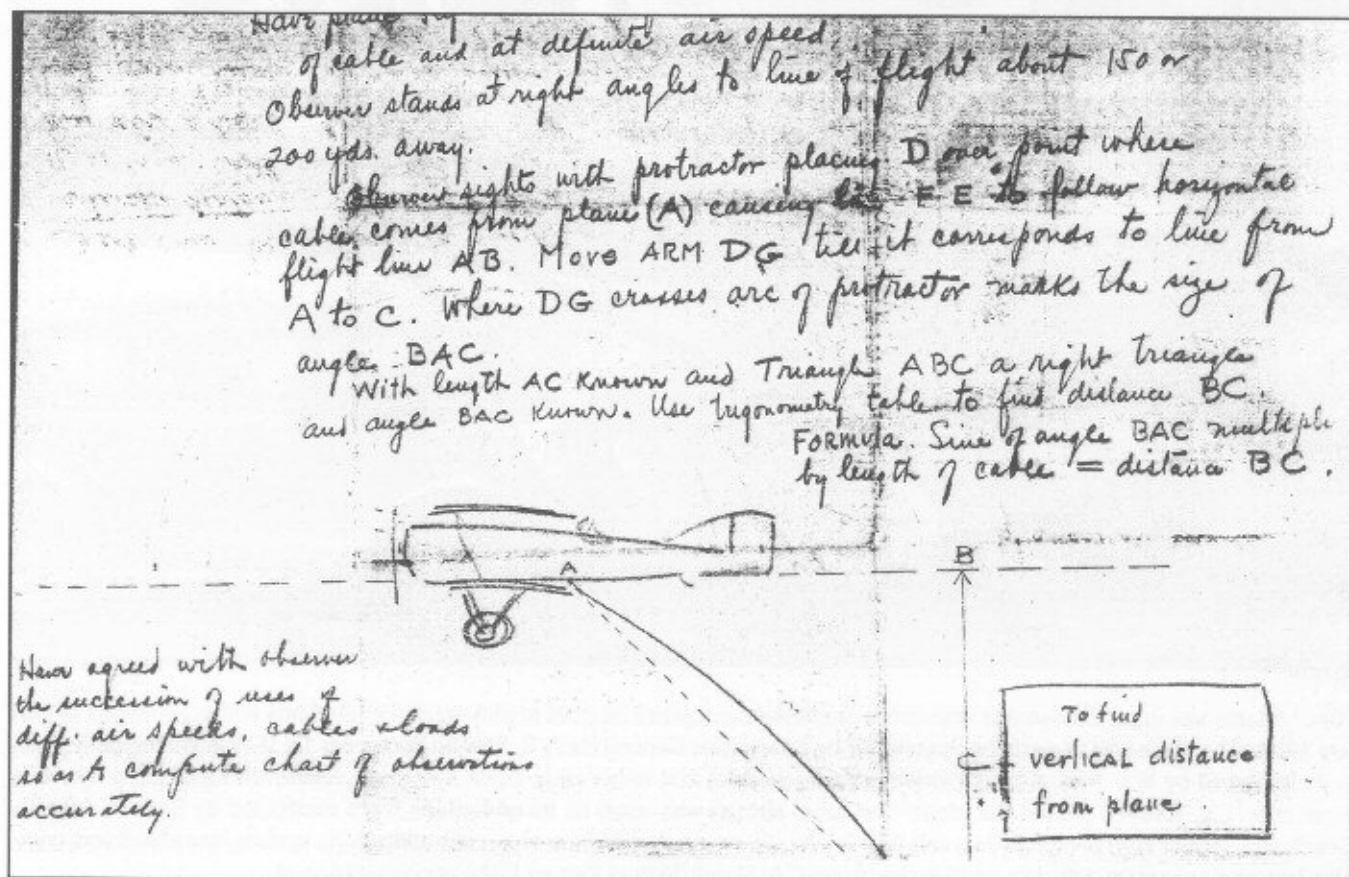 Have plane
of cable and at definite air speed.
Observer stands at right angles to line of flight about 150 or
200 yds. away.
Observer sights with protractor placing D over point where
cable comes from plane (A) causing line FE to follow horizontal
flight line AB. Move ARM DG till it corresponds to line from
A to C. Where DG crosses arc of protractor marks the size of
angle BAC.
With length AC known and Triangle ABC a right triangle
and angle BAC known. Use trigonometry table to find distance BC.
FORMULA. Sine of angle BAC
by length of cable = distance BC.
A
B
Have agreed with observer
the succession of uses of
diff. air speeds, cables & loads
so as to compute chart of observations
accurately.
To find
vertical distance
from plane